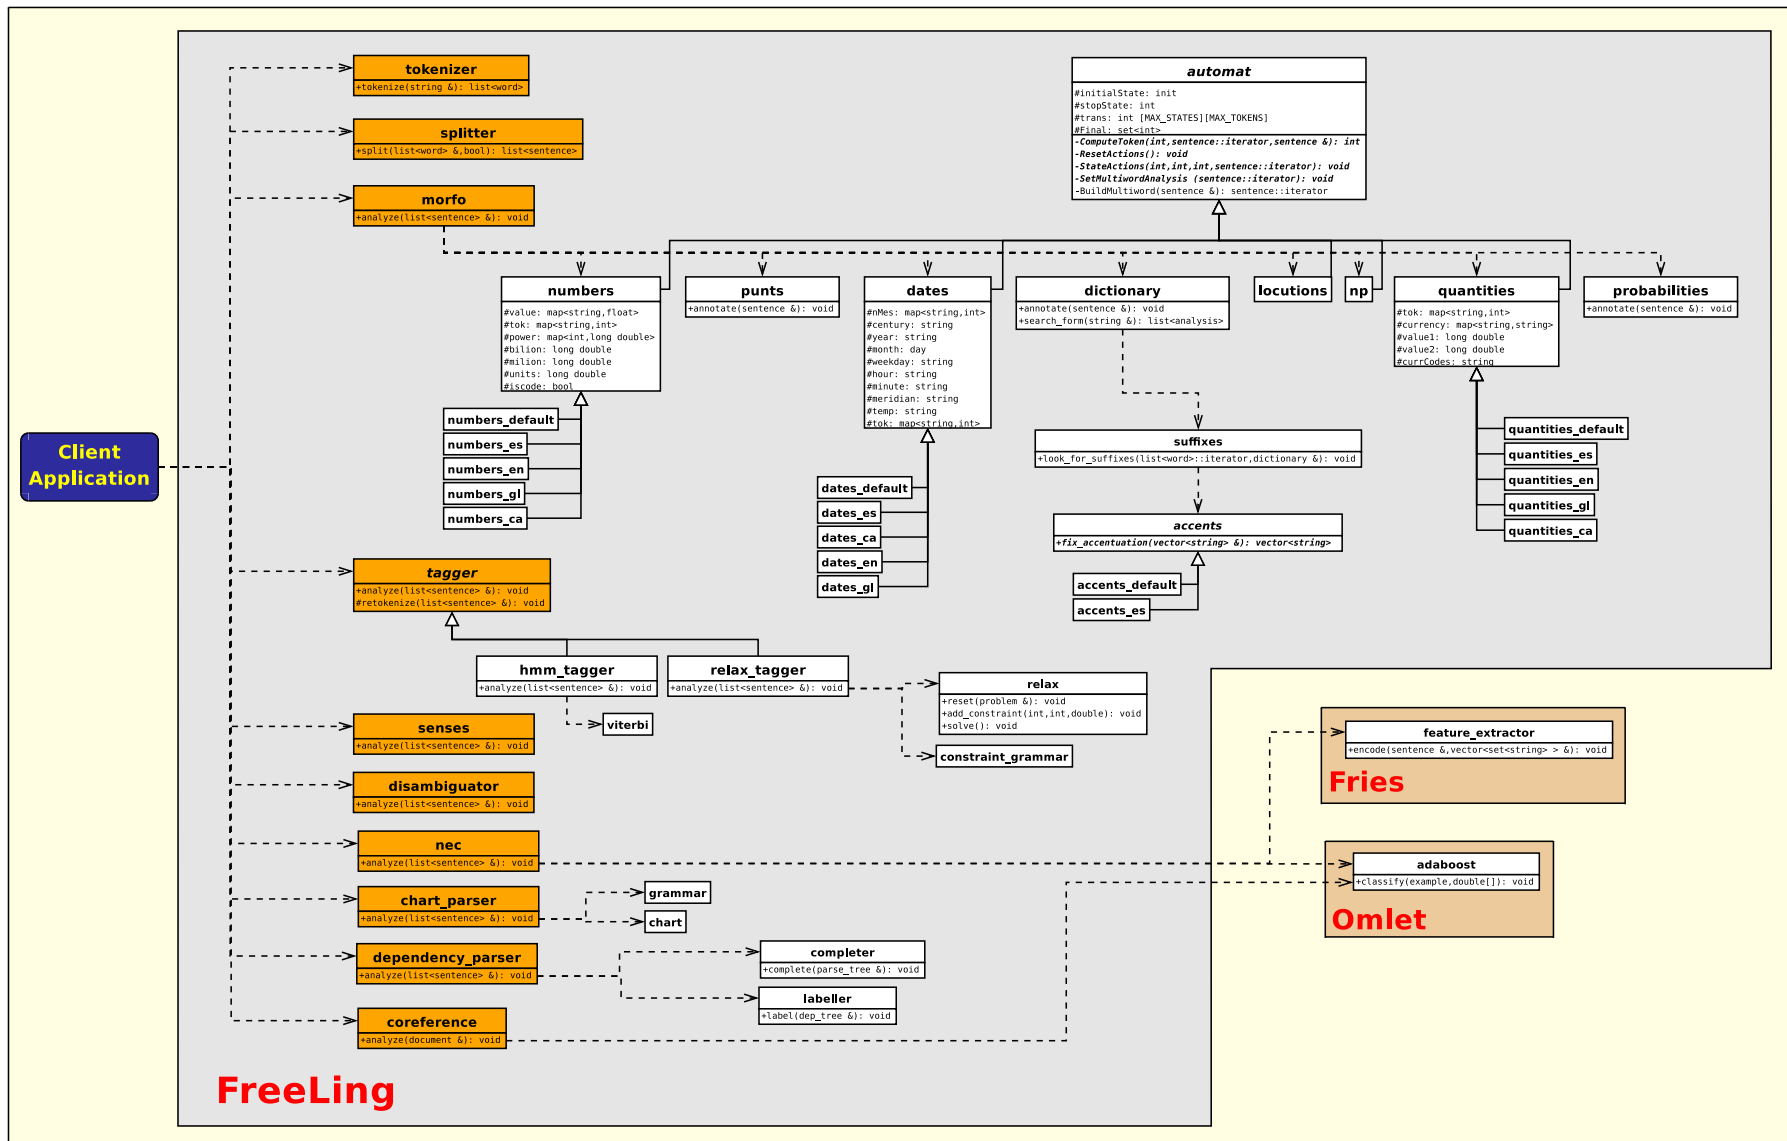 tokenizer
+tokenize(string &): list<word>
splitter
+split(list<word> &,bool): list<sentence>
morfo
+analyze(list<sentence> &): void
automat
#initialState: init
#stopState: int
#trans: int [MAX_STATES][MAX_TOKENS]
#Final: set<int>
-ComputeToken(int,sentence::iterator,sentence &): int
-ResetActions(): void
-StateActions(int,int,int,sentence::iterator): void
-SetMultiwordAnalysis (sentence::iterator): void
-BuildMultiword(sentence &): sentence::iterator
numbers
#value: map<string,float>
#tok: map<string,int>
#power: map<int,long double>
#bilion: long double
#milion: long double
#units: long double
#iscode: bool
numbers_default
numbers_es
numbers_en
numbers_gl
numbers_ca
punts
+annotate(sentence &): void
dates
#nMes: map<string,int>
#century: string
#year: string
#month: day
#weekday: string
#hour: string
#minute: string
#meridian: string
#temp: string
#tok: map<string,int>
dates_default
dates_es
dates_ca
dates_en
dates_gl
dictionary
+annotate(sentence &): void
+search_form(string &): list<analysis>
suffixes
+look_for_suffixes(list<word>::iterator,dictionary &): void
accents
+fix_accentuation(vector<string> &): vector<string>
accents_default
accents_es
locutions
np
quantities
#tok: map<string,int>
#currency: map<string,string>
#value1: long double
#value2: long double
#currCodes: string
quantities_default
quantities_es
quantities_en
quantities_gl
quantities_ca
probabilities
+annotate(sentence &): void
Client
Application
tagger
+analyze(list<sentence> &): void
#retokenize(list<sentence> &): void
hmm_tagger
+analyze(list<sentence> &): void
relax_tagger
+analyze(list<sentence> &): void
viterbi
relax
+reset(problem &): void
+add_constraint(int,int,double): void
+solve(): void
constraint_grammar
senses
+analyze(list<sentence> &): void
disambiguator
+analyze(list<sentence> &): void
nec
+analyze(list<sentence> &): void
feature_extractor
+encode(sentence &,vector<set<string> > &): void
Fries
adaboost
+classify(example,double[]): void
Omlet
chart_parser
+analyze(list<sentence> &): void
grammar
chart
dependency_parser
+analyze(list<sentence> &): void
completer
+complete(parse_tree &): void
labeller
+label(dep_tree &): void
coreference
+analyze(document &): void
FreeLing